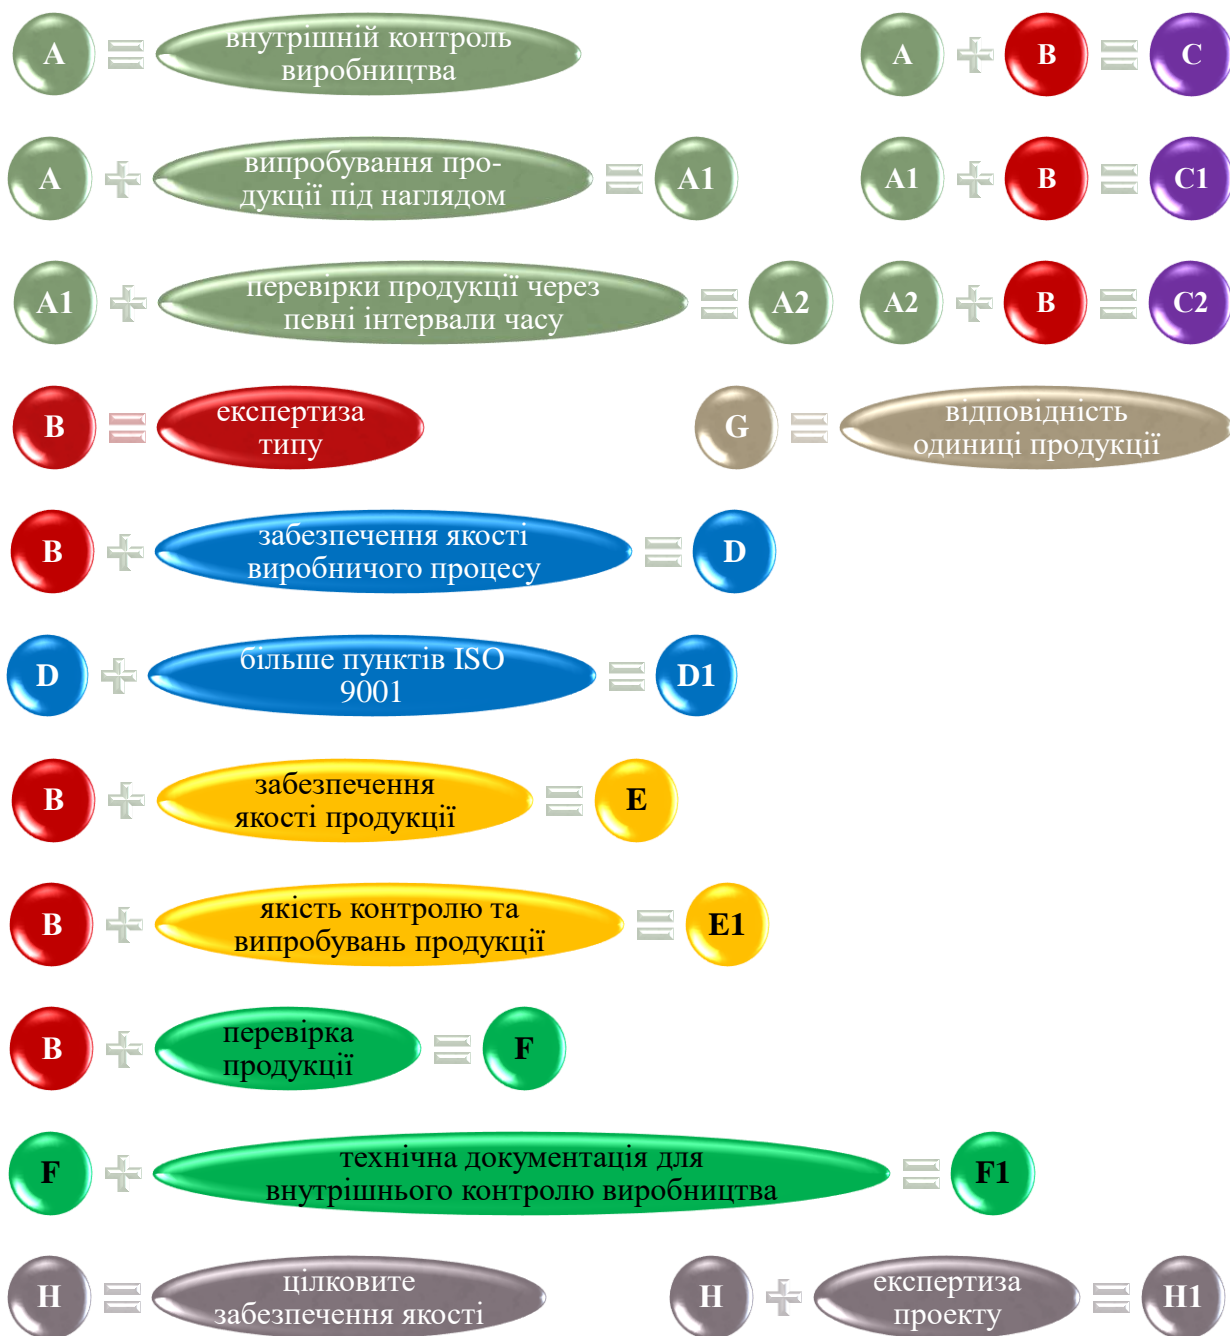 A = внутрішній контроль
виробництва
A + B = C
A + випробування про-
дукції під наглядом = A1
A1 + B = C1
A1 + перевірки продукції через
певні інтервали часу = A2
A2 + B = C2
B = експертиза
типу
G = відповідність
одиниці продукції
B + забезпечення якості
виробничого процесу = D
D + більше пунктів ISO
9001 = D1
B + забезпечення
якості продукції = E
B + якість контролю та
випробувань продукції = E1
B + перевірка
продукції = F
F + технічна документація для
внутрішнього контролю виробництва = F1
H = цілковите
забезпечення якості
H + експертиза
проекту = H1